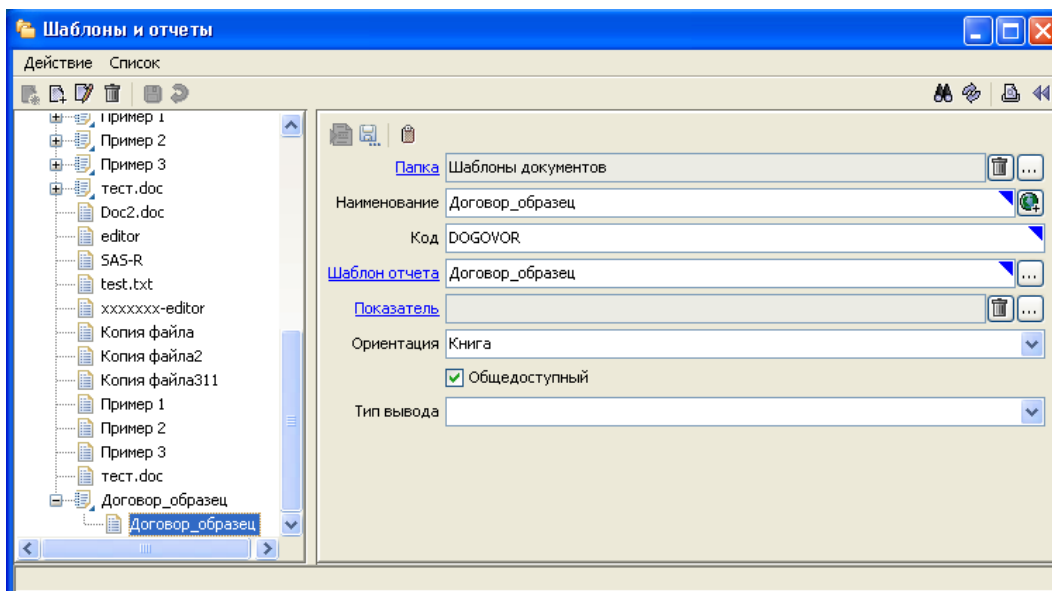 Шаблоны и отчеты
Действие Список
Пример 1
Пример 2
Пример 3
тест.doc
Doc2.doc
editor
SAS-R
test.txt
xxxxxxx-editor
Копия файла
Копия файла2
Копия файла311
Пример 1
Пример 2
Пример 3
тест.doc
Договор_образец
Договор_образец
Папка Шаблоны документов ...
Наименование Договор_образец
Код DOGOVOR
Шаблон отчета Договор_образец ...
Показатель ...
Ориентация Книга
Общедоступный
Тип вывода